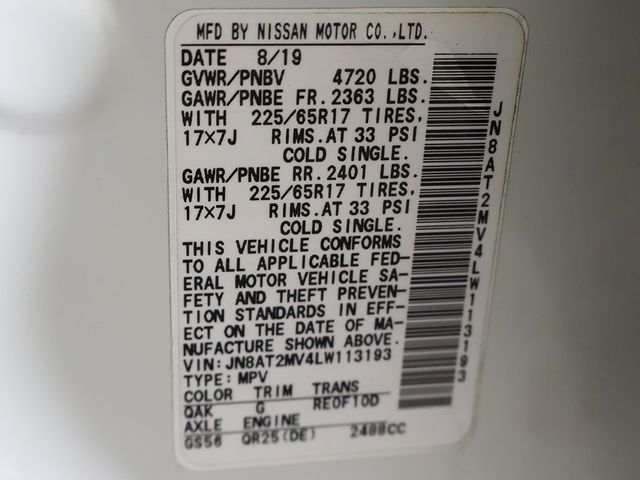 MFD BY NISSAN MOTOR CO.,LTD.
DATE 8/19
GVWR/PNBV 4720 LBS.
GAWR/PNBE FR. 2363 LBS.
WITH 225/65R17 TIRES,
17×7J RIMS.AT 33 PSI
COLD SINGLE.
GAWR/PNBE RR. 2401 LBS.
WITH 225/65R17 TIRES,
17×7J RIMS.AT 33 PSI
COLD SINGLE.
THIS VEHICLE CONFORMS
TO ALL APPLICABLE FED-
ERAL MOTOR VEHICLE SA-
FETY AND THEFT PREVEN-
TION STANDARDS IN EFF-
ECT ON THE DATE OF MA-
NUFACTURE SHOWN ABOVE.
VIN:JN8AT2MV4LW113193
TYPE:MPV
COLOR TRIM TRANS
QAK G RE0F10D
AXLE ENGINE
GS56 QR25(DE) 2488CC
JN8AT2MV4LW113193